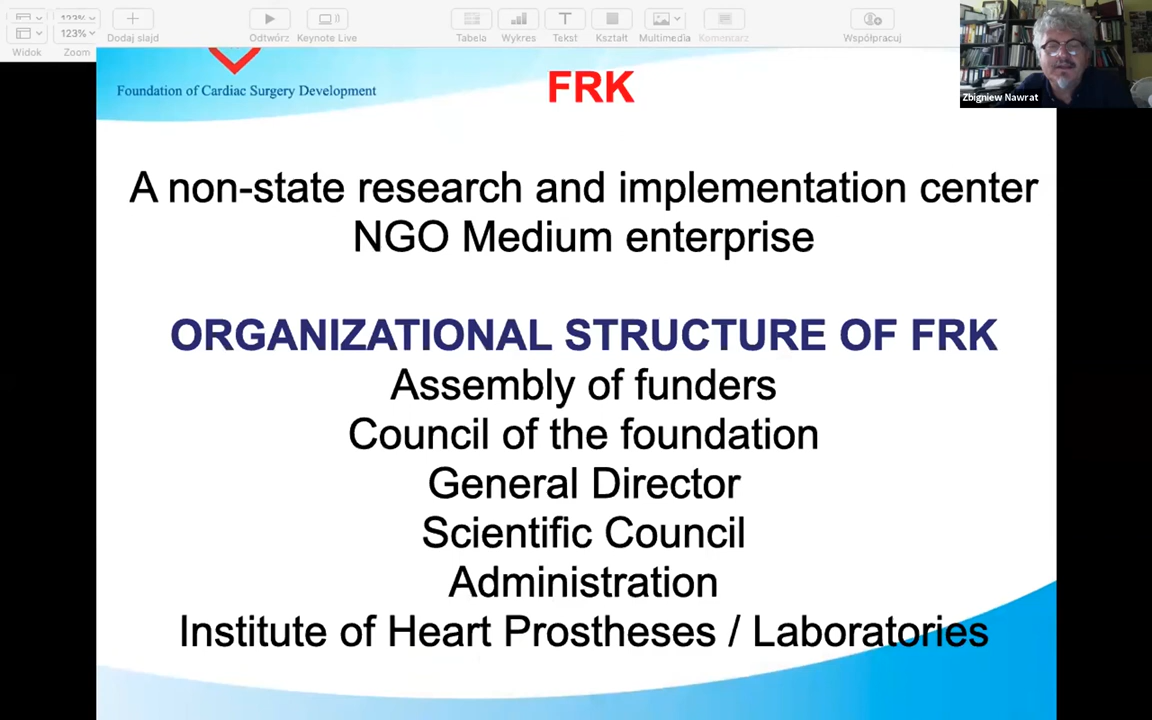 123%
123%
Dodaj slajd
Odtwórz
Keynote Live
Tabela
Wykres
Tekst
Kształt
Multimedia
Komentarz
Współpracuj
Widok
Zoom
Zbigniew Nawrat
Foundation of Cardiac Surgery Development
FRK
A non-state research and implementation center
NGO Medium enterprise
ORGANIZATIONAL STRUCTURE OF FRK
Assembly of funders
Council of the foundation
General Director
Scientific Council
Administration
Institute of Heart Prostheses / Laboratories